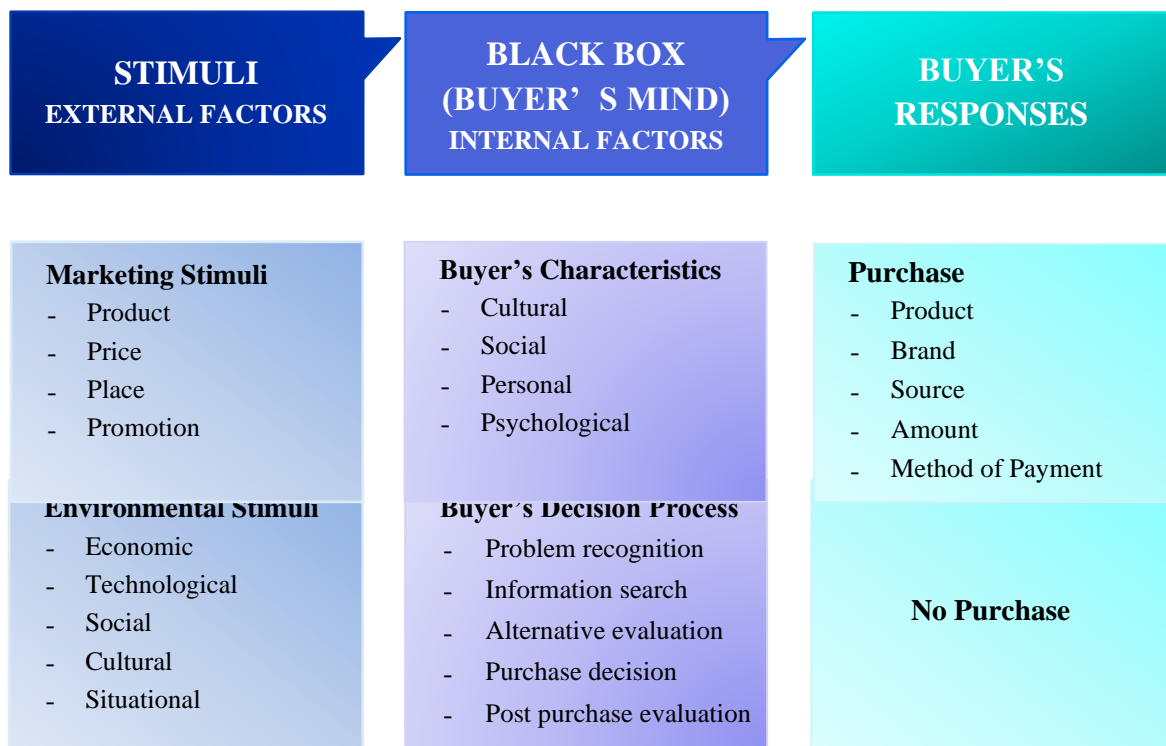 STIMULI
EXTERNAL FACTORS
BLACK BOX
(BUYER’ S MIND)
INTERNAL FACTORS
BUYER’S
RESPONSES
Marketing Stimuli
- Product
- Price
- Place
- Promotion
Environmental Stimuli
- Economic
- Technological
- Social
- Cultural
- Situational
Buyer’s Characteristics
- Cultural
- Social
- Personal
- Psychological
Buyer’s Decision Process
- Problem recognition
- Information search
- Alternative evaluation
- Purchase decision
- Post purchase evaluation
Purchase
- Product
- Brand
- Source
- Amount
- Method of Payment
No Purchase